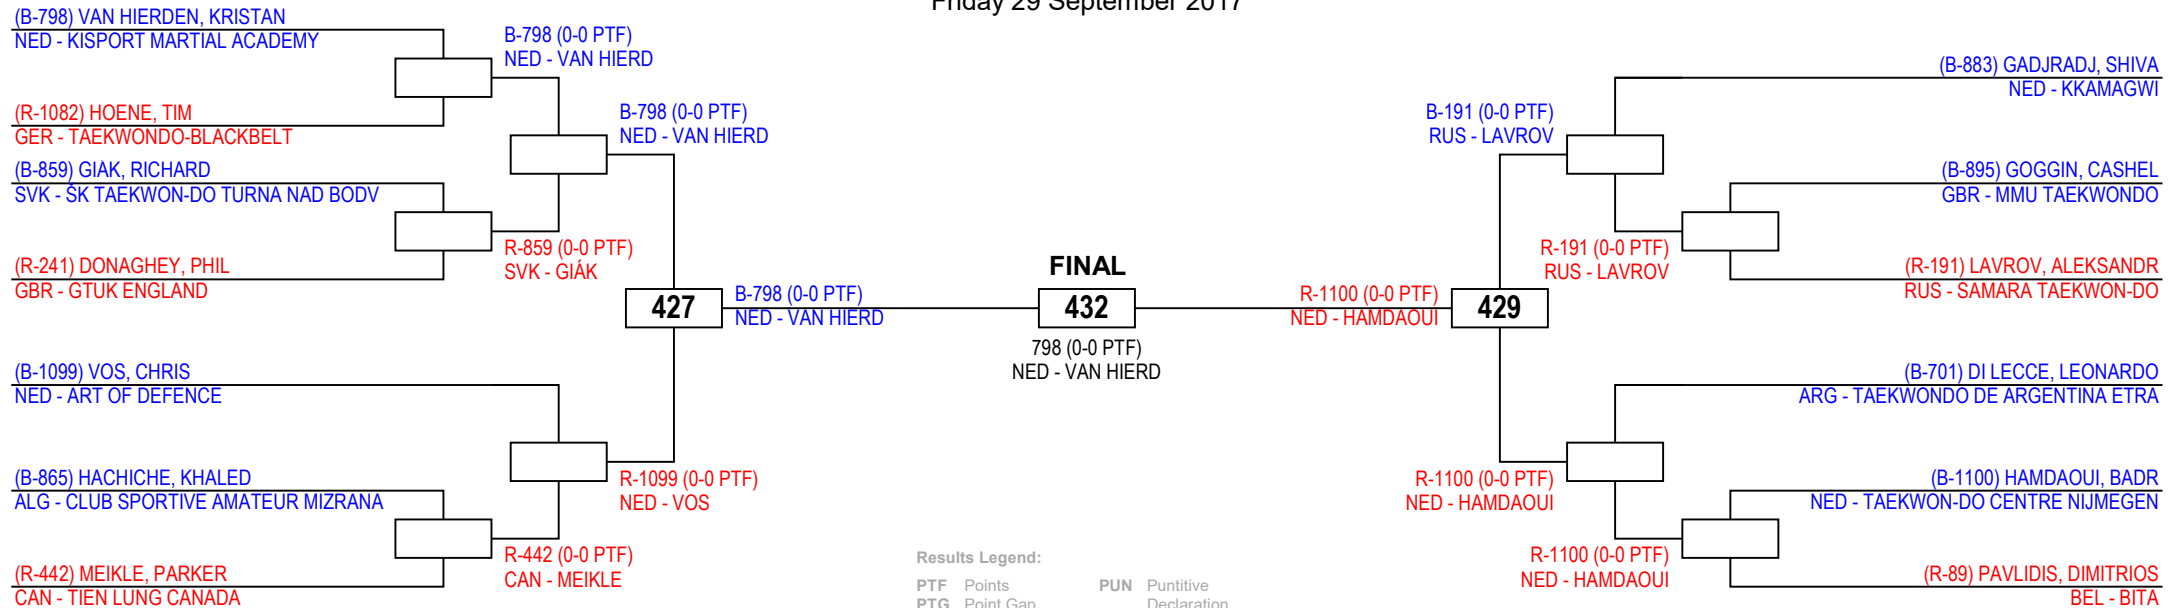 Friday 29 September 2017
(B-798) VAN HIERDEN, KRISTAN
NED - KISPORT MARTIAL ACADEMY
(R-1082) HOENE, TIM
GER - TAEKWONDO-BLACKBELT
(B-859) GIÁK, RICHARD
SVK - ŠK TAEKWON-DO TURNA NAD BODV
(R-241) DONAGHEY, PHIL
GBR - GTUK ENGLAND
(B-1099) VOS, CHRIS
NED - ART OF DEFENCE
(B-865) HACHICHE, KHALED
ALG - CLUB SPORTIVE AMATEUR MIZRANA
(R-442) MEIKLE, PARKER
CAN - TIEN LUNG CANADA
B-798 (0-0 PTF)
NED - VAN HIERD
R-859 (0-0 PTF)
SVK - GIÁK
R-442 (0-0 PTF)
CAN - MEIKLE
B-798 (0-0 PTF)
NED - VAN HIERD
R-1099 (0-0 PTF)
NED - VOS
427
B-798 (0-0 PTF)
NED - VAN HIERD
FINAL
432
798 (0-0 PTF)
NED - VAN HIERD
R-1100 (0-0 PTF)
NED - HAMDAOUI
429
B-191 (0-0 PTF)
RUS - LAVROV
R-1100 (0-0 PTF)
NED - HAMDAOUI
R-191 (0-0 PTF)
RUS - LAVROV
R-1100 (0-0 PTF)
NED - HAMDAOUI
(B-883) GADJRADJ, SHIVA
NED - KKAMAGWI
(B-895) GOGGIN, CASHEL
GBR - MMU TAEKWONDO
(R-191) LAVROV, ALEKSANDR
RUS - SAMARA TAEKWON-DO
(B-701) DI LECCE, LEONARDO
ARG - TAEKWONDO DE ARGENTINA ETRA
(B-1100) HAMDAOUI, BADR
NED - TAEKWON-DO CENTRE NIJMEGEN
(R-89) PAVLIDIS, DIMITRIOS
BEL - BITA
Results Legend:
PTF Points PUN Puntitive
PTG Point Gap Declaration